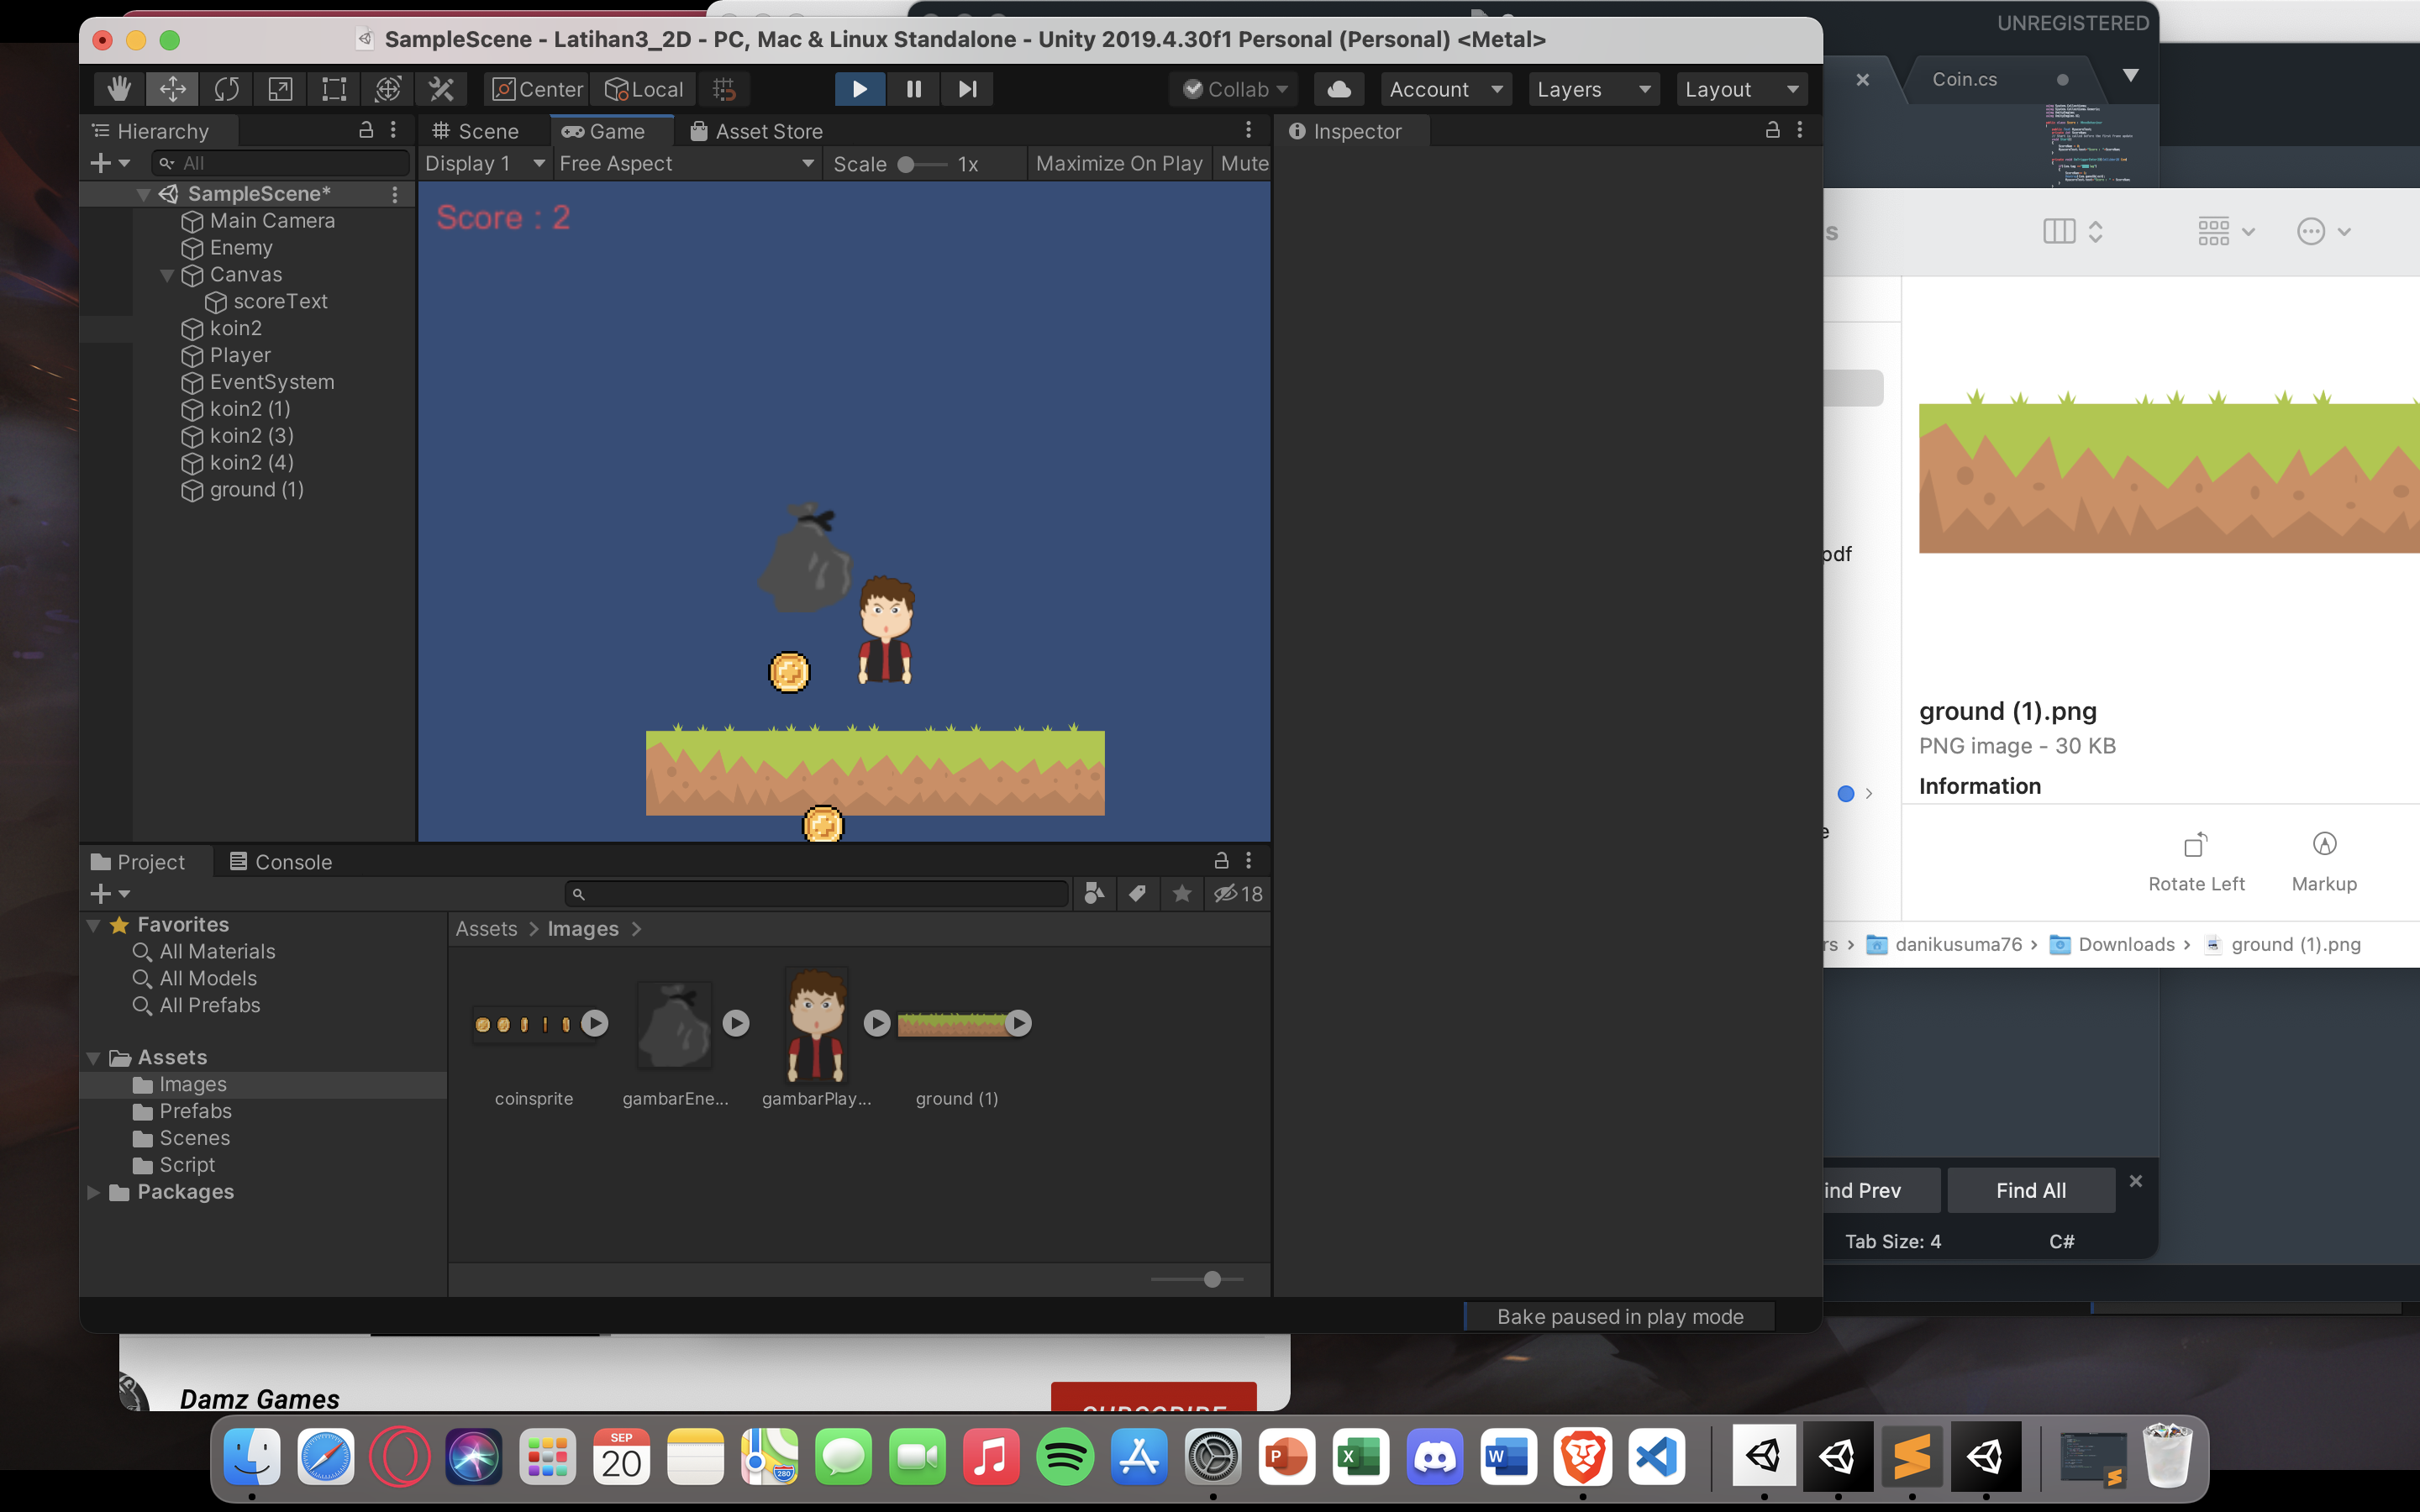 SampleScene - Latihan3_2D - PC, Mac & Linux Standalone - Unity 2019.4.30f1 Personal (Personal) <Metal>
UNREGISTERED
Coin.cs
Center
Local
Collab
Account
Layers
Layout
Hierarchy
All
SampleScene*
Main Camera
Enemy
Canvas
scoreText
koin2
Player
EventSystem
koin2 (1)
koin2 (3)
koin2 (4)
ground (1)
Scene
Game
Asset Store
Display 1
Free Aspect
Scale
1x
Maximize On Play
Mute
Score : 2
Inspector
s
pdf
ground (1).png
PNG image - 30 KB
Information
e
Rotate Left
Markup
rs
danikusuma76
Downloads
ground (1).png
Project
Console
18
Favorites
All Materials
All Models
All Prefabs
Assets
Images
Prefabs
Scenes
Script
Packages
Assets > Images >
coinsprite
gambarEne...
gambarPlay...
ground (1)
ind Prev
Find All
Tab Size: 4
C#
Bake paused in play mode
Damz Games
SUBSCRIBE
SEP
20
280
P
X
W